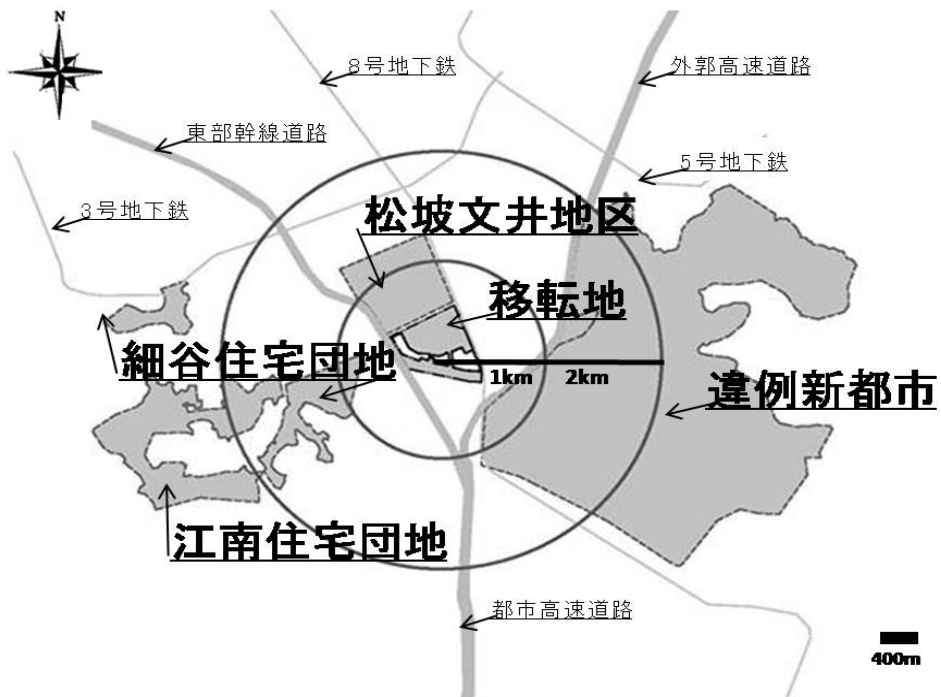 N
8号地下鉄
外郭高速道路
東部幹線道路
5号地下鉄
3号地下鉄
松坡文井地区
移転地
細谷住宅団地
1km
2km
違例新都市
江南住宅団地
都市高速道路
400m